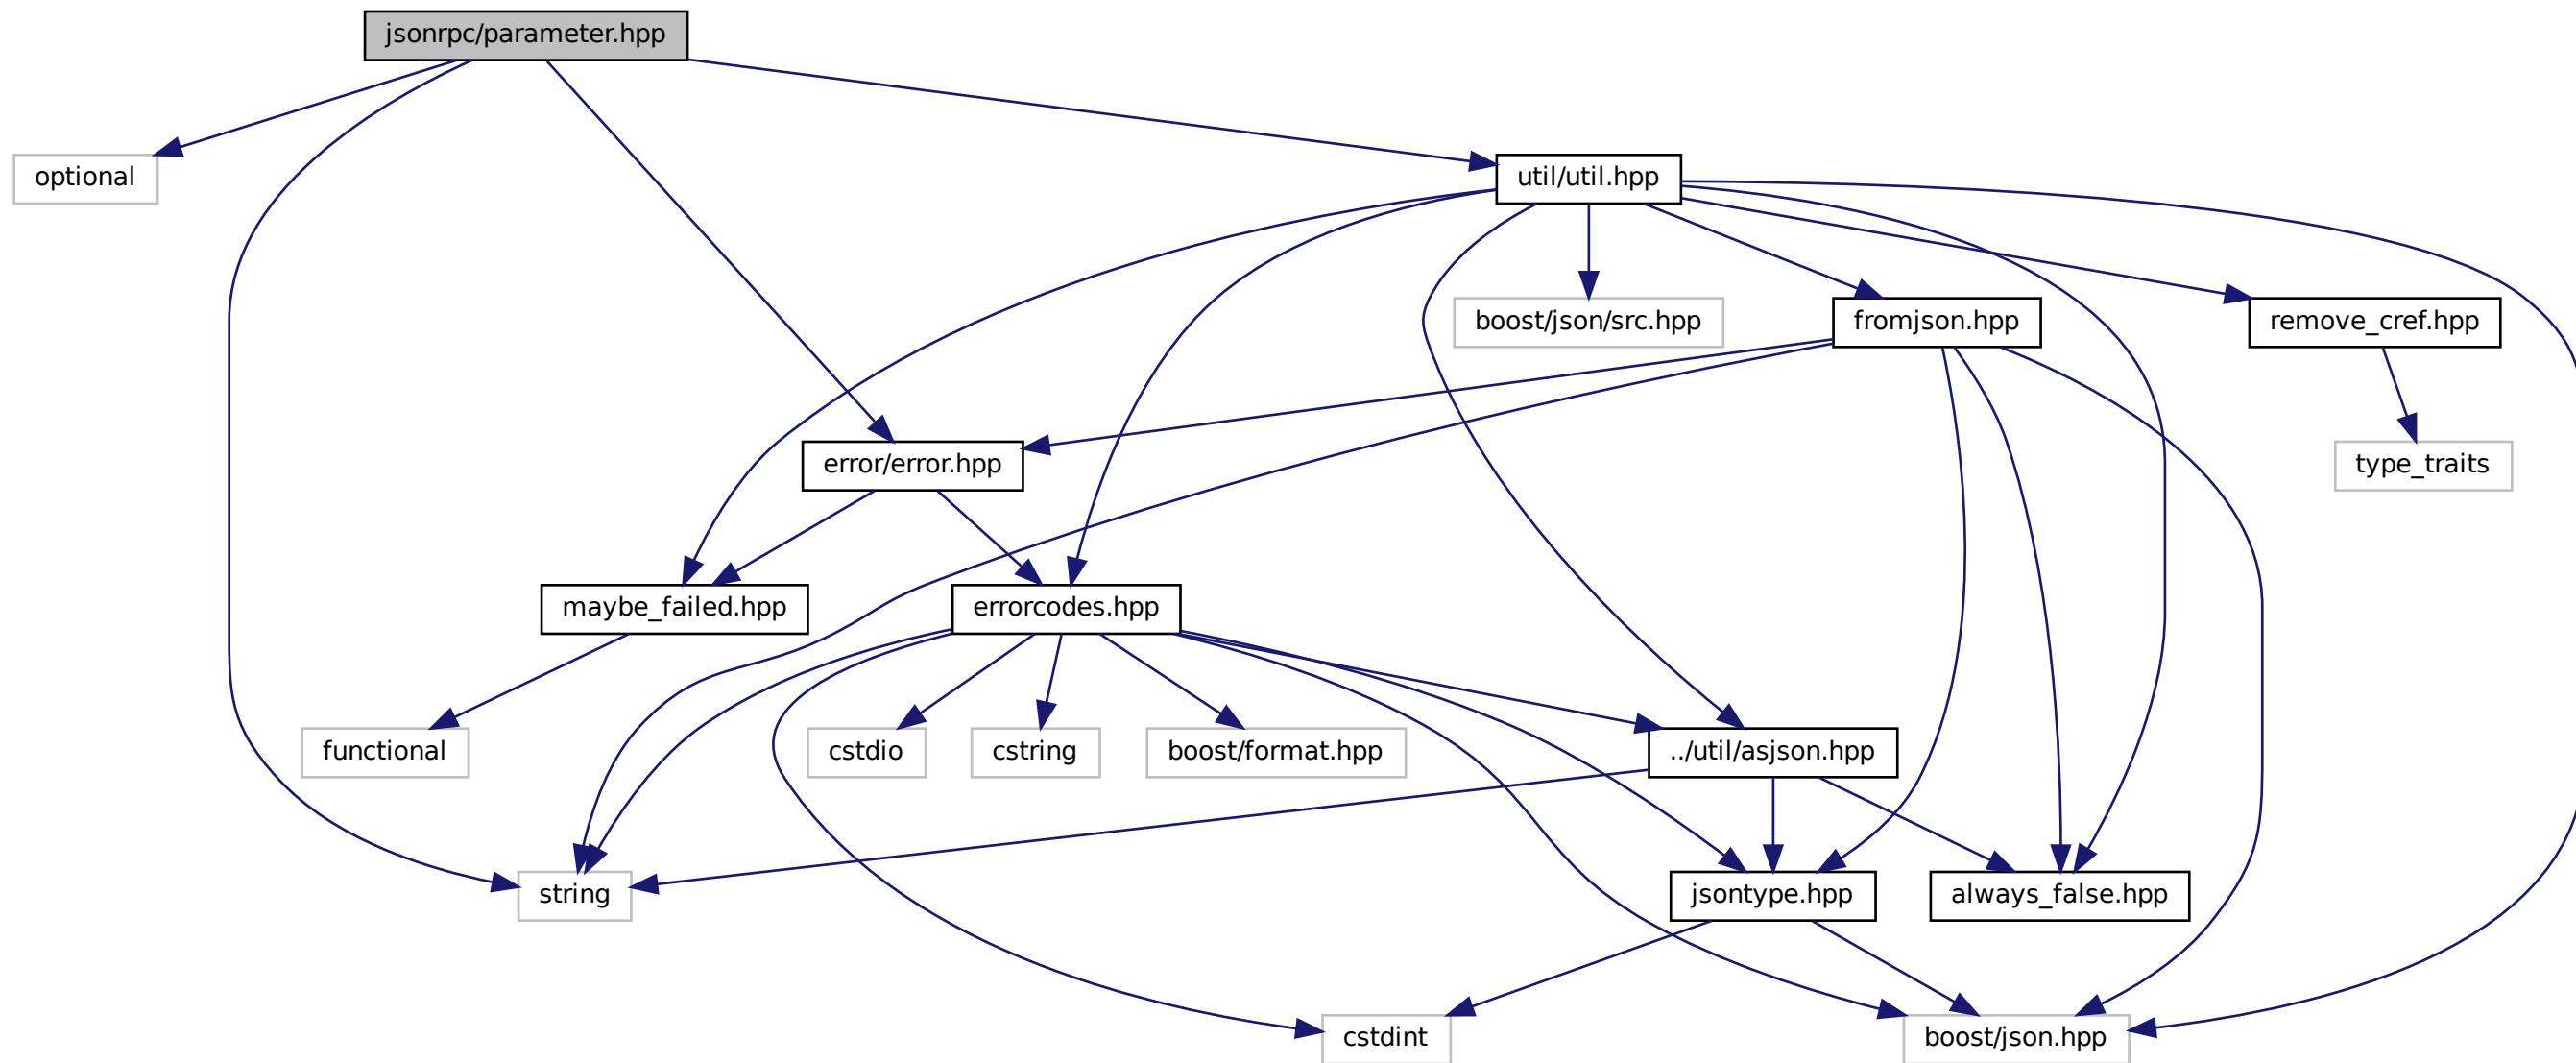 jsonrpc/parameter.hpp
optional
util/util.hpp
boost/json/src.hpp
fromjson.hpp
remove_cref.hpp
error/error.hpp
type_traits
maybe_failed.hpp
errorcodes.hpp
functional
cstdio
cstring
boost/format.hpp
../util/asjson.hpp
string
jsontype.hpp
always_false.hpp
cstdint
boost/json.hpp